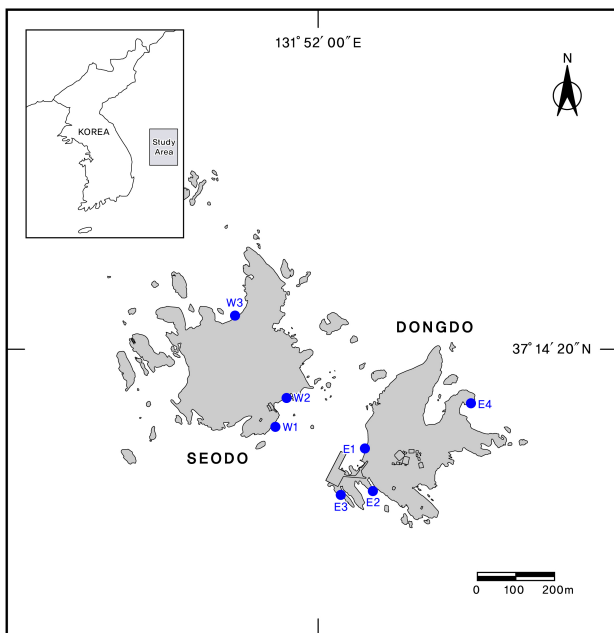 131° 52′ 00″E
N
KOREA
Study
Area
W3
DONGDO
37° 14′ 20″N
W2
E4
W1
E1
SEODO
E3
E2
0 100 200m